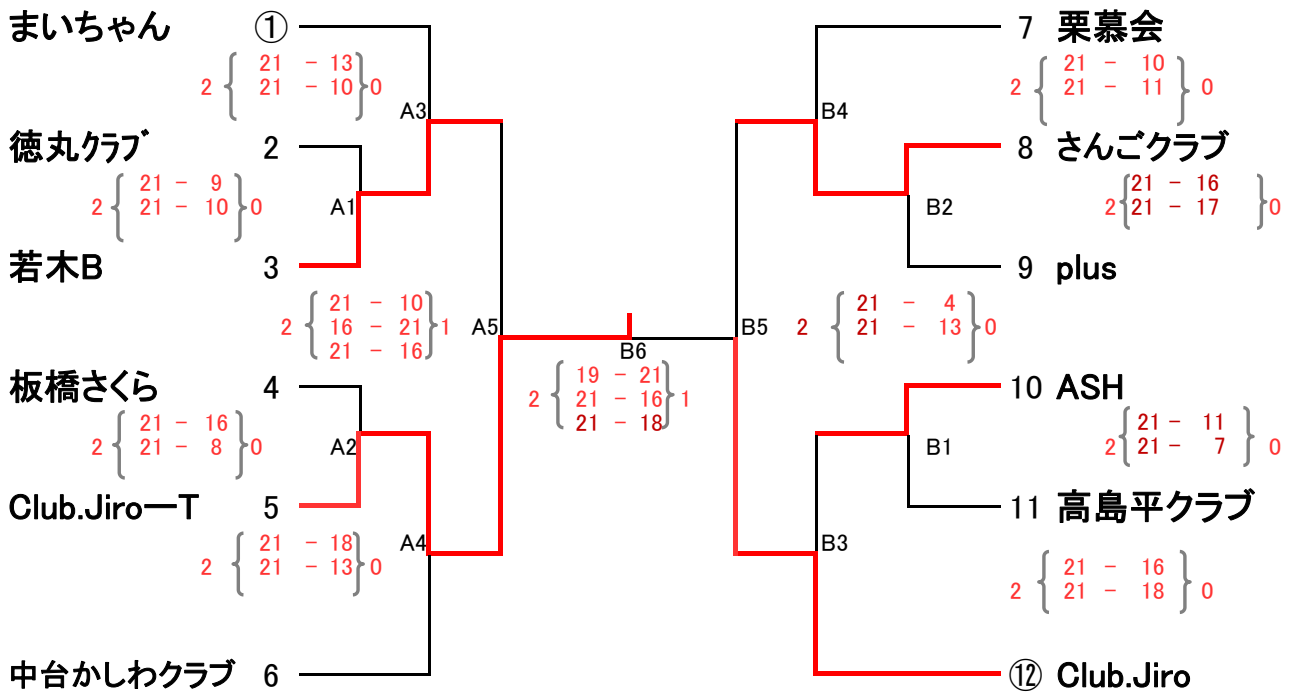 まいちゃん ①
21 - 13
2 21 - 10 0
A3
徳丸クラブ 2
21 - 9
2 21 - 10 0
A1
若木B 3
21 - 10
2 16 - 21 1
21 - 16
A5
板橋さくら 4
21 - 16
2 21 - 8 0
A2
Club.Jiro－T 5
21 - 18
2 21 - 13 0
A4
中台かしわクラブ 6
B6
19 - 21
2 21 - 16 1
21 - 18
7 栗慕会
21 - 10
2 21 - 11 0
B4
8 さんごクラブ
21 - 16
2 21 - 17 0
B2
9 plus
21 - 4
2 21 - 13 0
B5
10 ASH
21 - 11
2 21 - 7 0
B1
11 高島平クラブ
B3
21 - 16
2 21 - 18 0
⑫ Club.Jiro